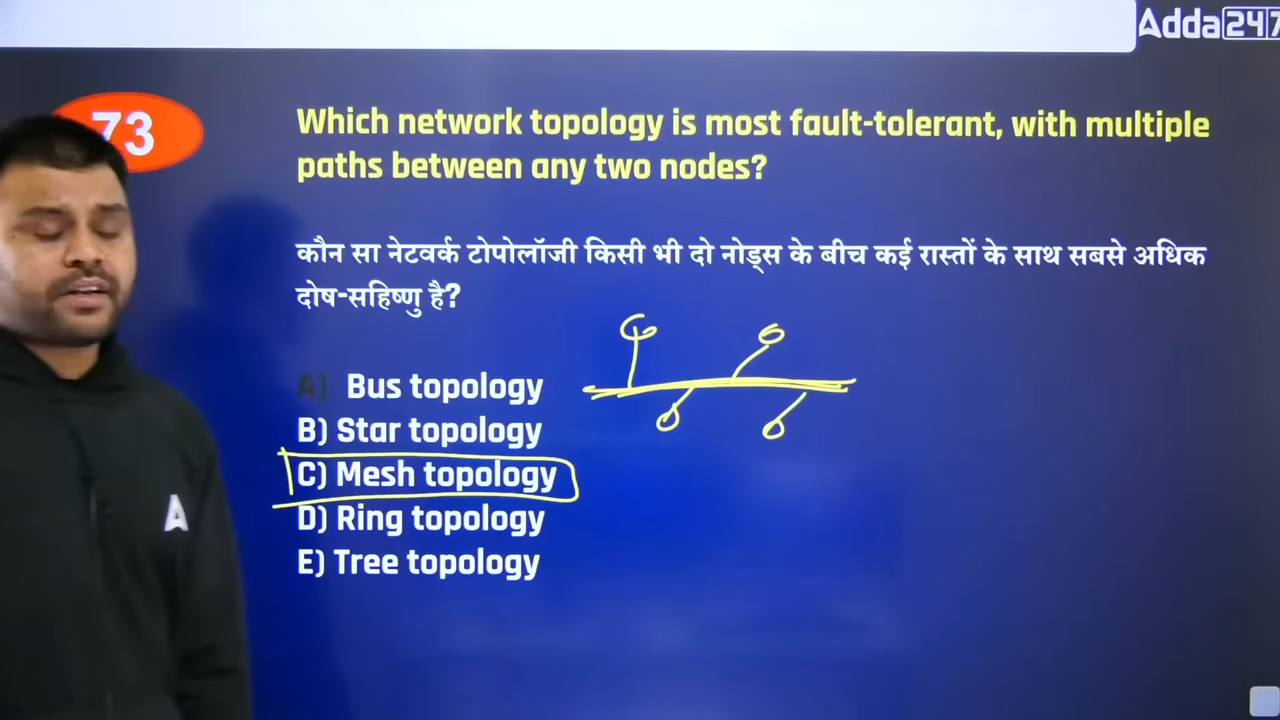 Adda247
73
Which network topology is most fault-tolerant, with multiple
paths between any two nodes?
कौन सा नेटवर्क टोपोलॉजी किसी भी दो नोड्स के बीच कई रास्तों के साथ सबसे अधिक
दोष-सहिष्णु है?
A) Bus topology
B) Star topology
C) Mesh topology
D) Ring topology
E) Tree topology
A